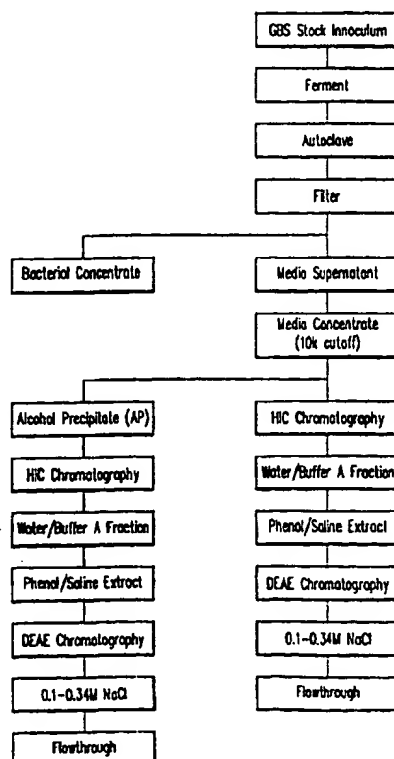 GBS Stock Innoculum
Ferment
Autoclave
Filter
Bacterial Concentrate
Media Supernatant
Media Concentrate
(10k cutoff)
Alcohol Precipitate (AP)
HIC Chromatography
HIC Chromatography
Water/Buffer A Fraction
Water/Buffer A Fraction
Phenol/Saline Extract
Phenol/Saline Extract
DEAE Chromatography
DEAE Chromatography
0.1-0.34M NaCl
0.1-0.34M NaCl
Flowthrough
Flowthrough